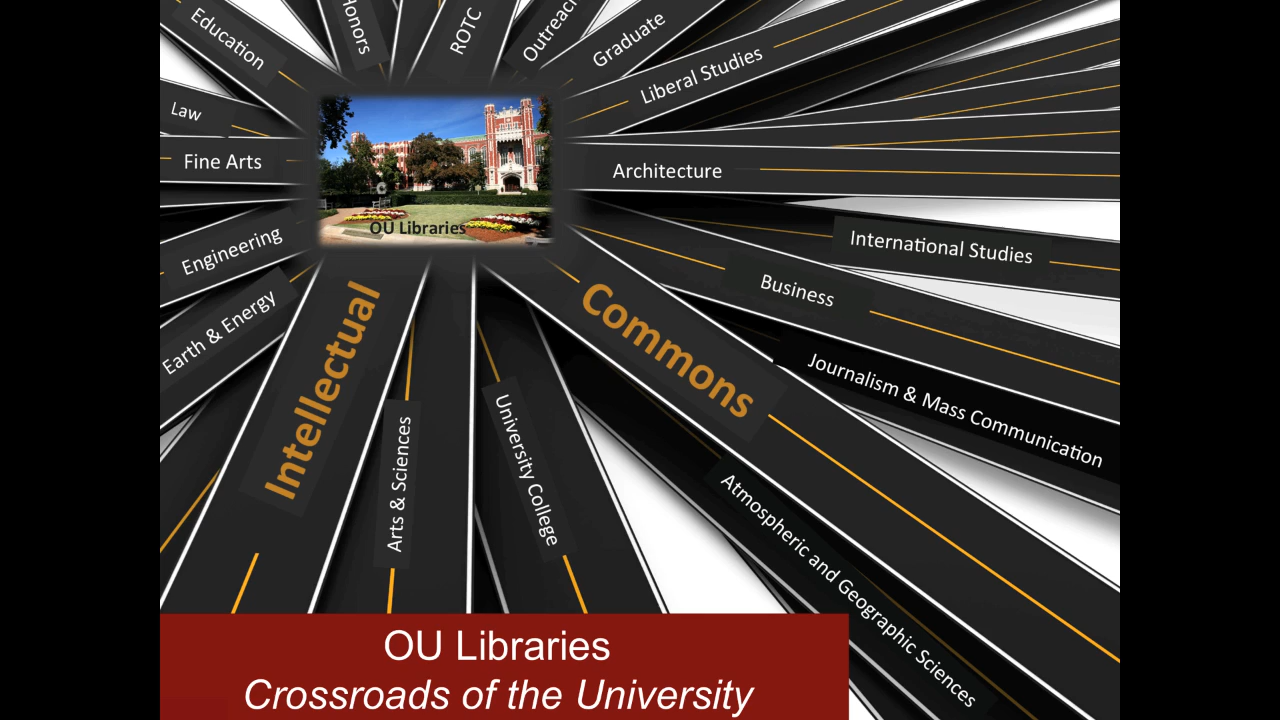 Education
Honors
ROTC
Outreach
Graduate
Liberal Studies
Law
Fine Arts
Architecture
OU Libraries
Engineering
International Studies
Earth & Energy
Business
Intellectual
Commons
Journalism & Mass Communication
Arts & Sciences
University College
Atmospheric and Geographic Sciences
OU Libraries
Crossroads of the University